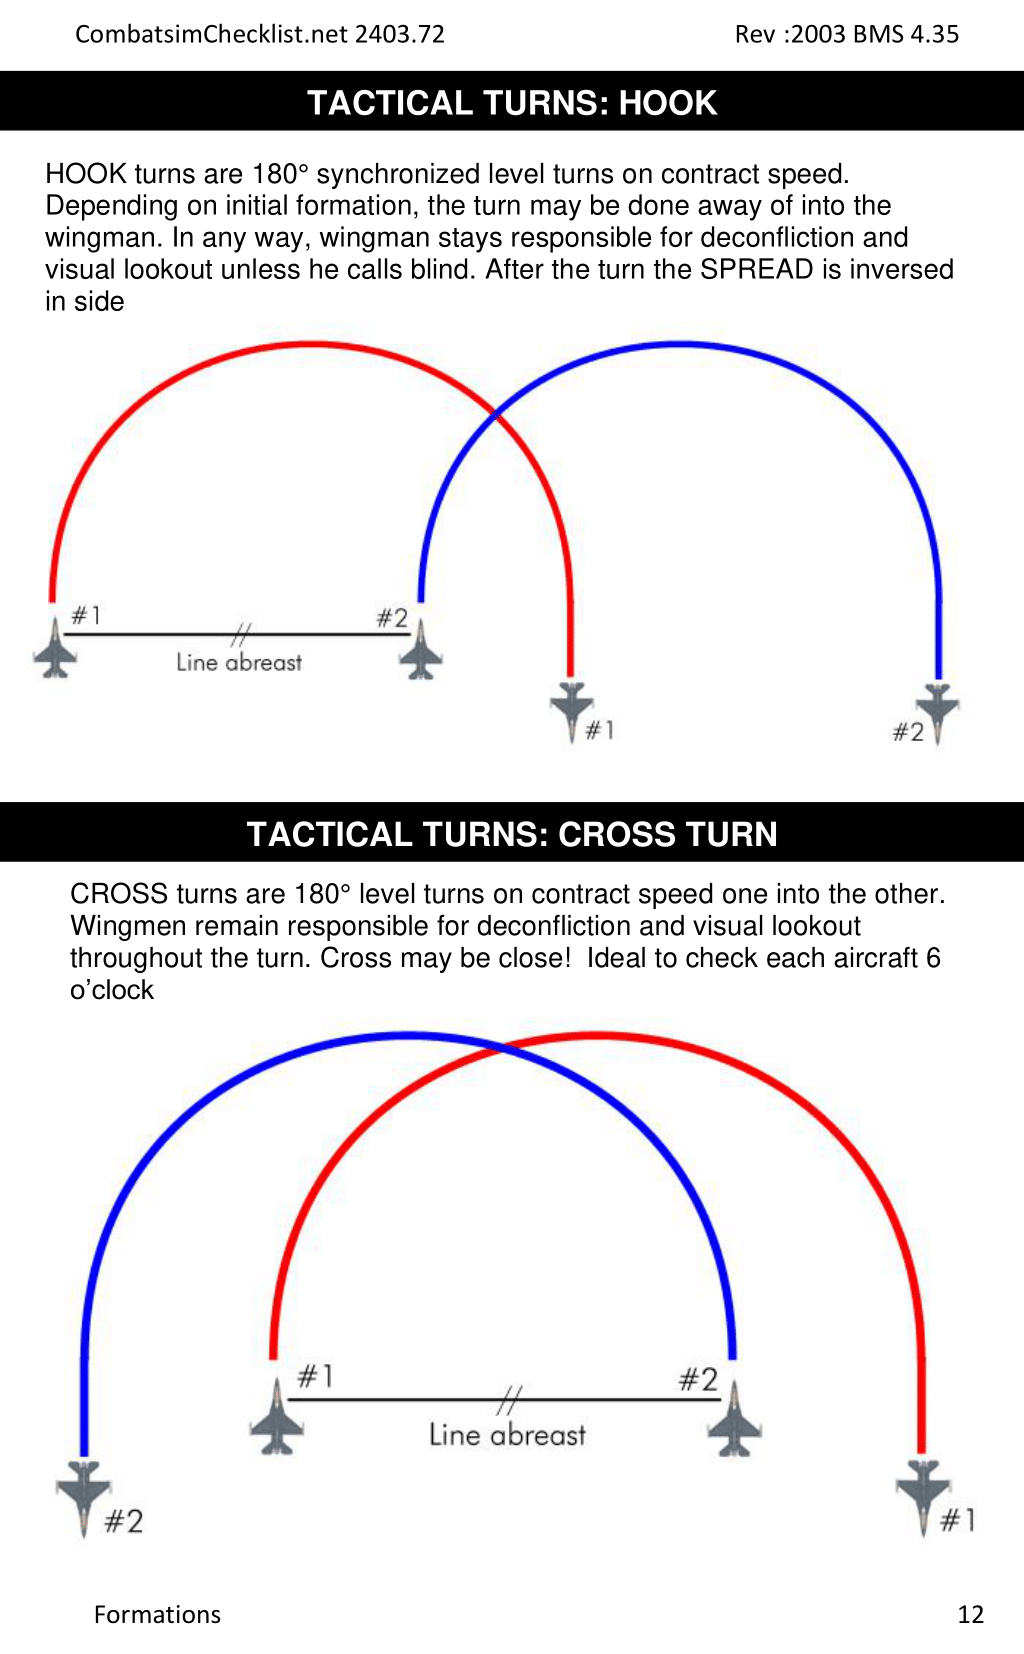 CombatsimChecklist.net 2403.72 Rev :2003 BMS 4.35
TACTICAL TURNS: HOOK
HOOK turns are 180° synchronized level turns on contract speed.
Depending on initial formation, the turn may be done away of into the
wingman. In any way, wingman stays responsible for deconfliction and
visual lookout unless he calls blind. After the turn the SPREAD is inversed
in side
#1 #2
Line abreast
#1 #2
TACTICAL TURNS: CROSS TURN
CROSS turns are 180° level turns on contract speed one into the other.
Wingmen remain responsible for deconfliction and visual lookout
throughout the turn. Cross may be close!  Ideal to check each aircraft 6
o’clock
#1 #2
Line abreast
#2 #1
Formations 12